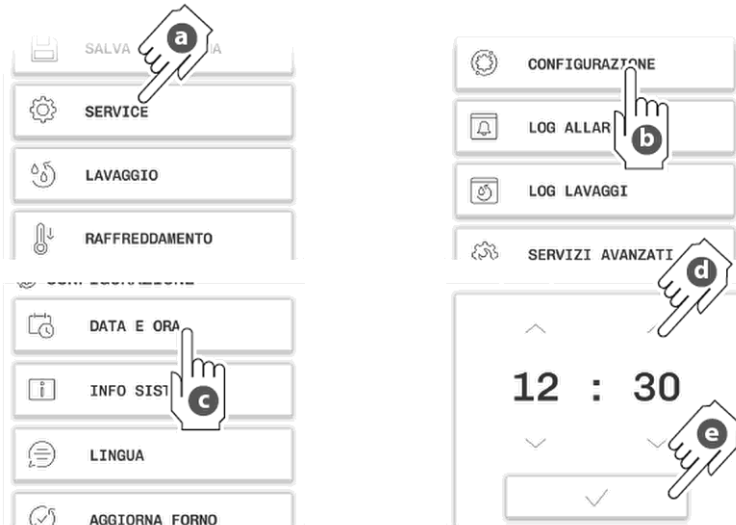 SALVA
a
SERVICE
LAVAGGIO
RAFFREDDAMENTO
CONFIGURAZIONE
LOG ALLAR
b
LOG LAVAGGI
SERVIZI AVANZATI
d
CONFIGURAZIONE
DATA E ORA
INFO SIST
c
LINGUA
AGGIORNA FORNO
12 : 30
e